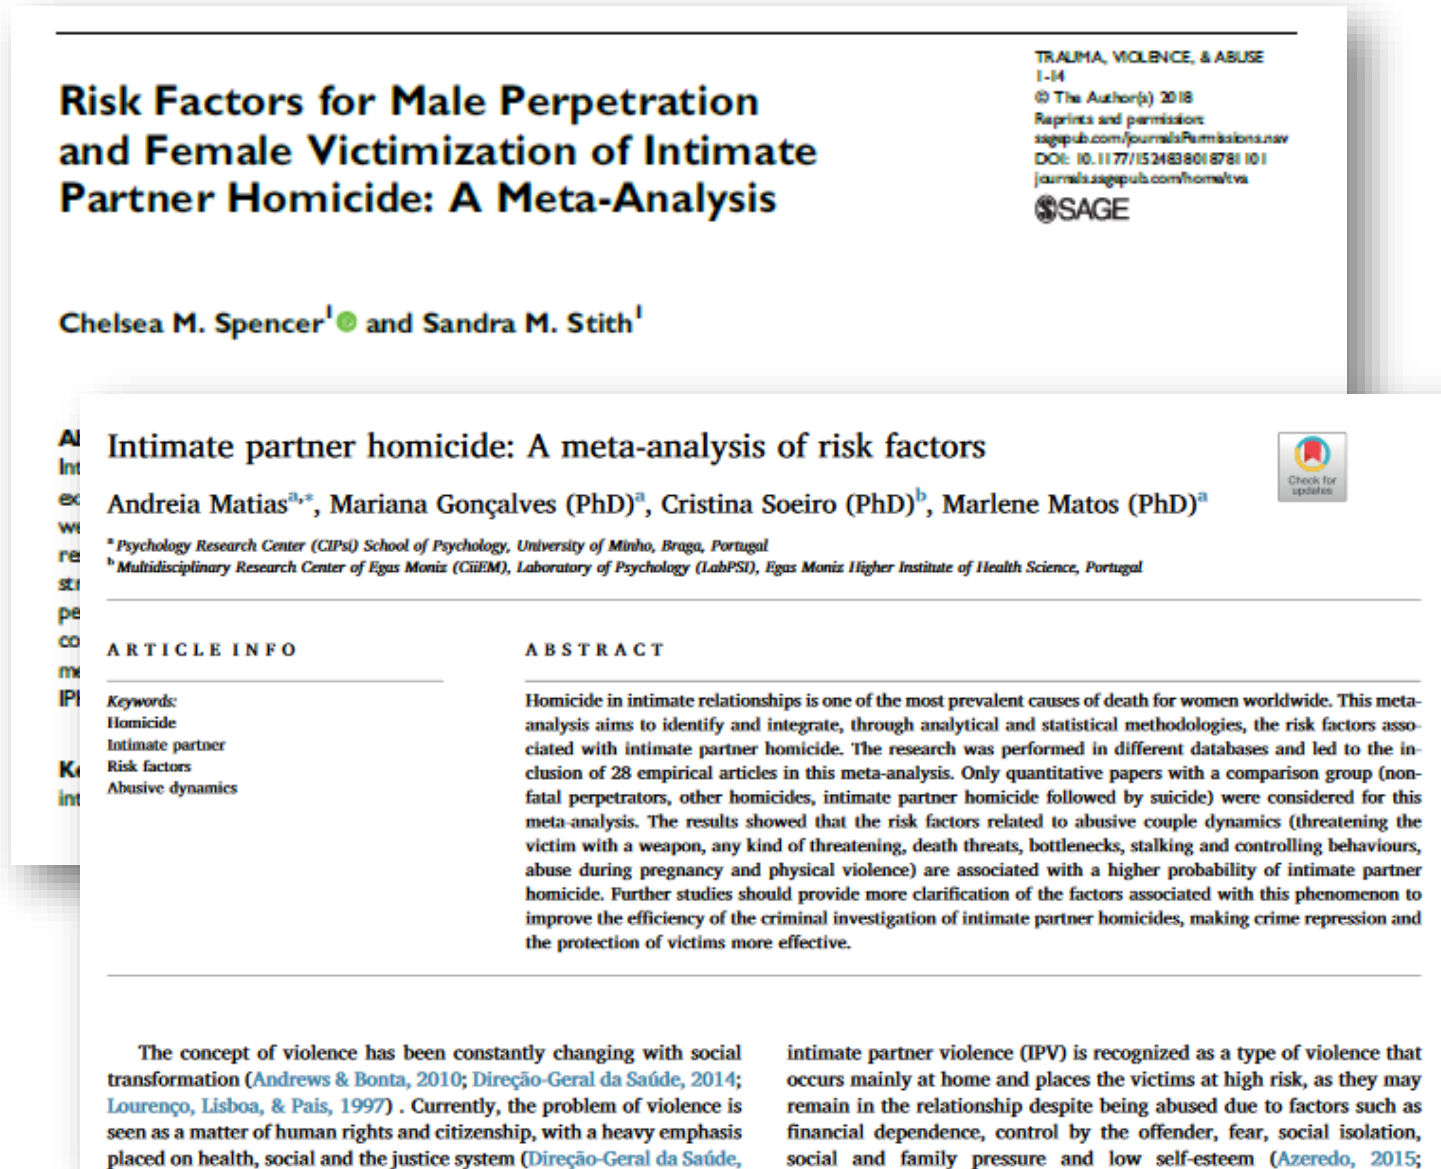 Risk Factors for Male Perpetration
and Female Victimization of Intimate
Partner Homicide: A Meta-Analysis
TRAUMA, VIOLENCE, & ABUSE
1-14
© The Author(s) 2018
Reprints and permission:
sagepub.com/journalsPermissions.nav
DOI: 10.1177/1524838018781101
journals.sagepub.com/home/tva
SAGE
Chelsea M. Spencer1 and Sandra M. Stith1
Intimate partner homicide: A meta-analysis of risk factors
Check for
updates
Andreia Matiasa,*, Mariana Gonçalves (PhD)a, Cristina Soeiro (PhD)b, Marlene Matos (PhD)a
a Psychology Research Center (CIPsi) School of Psychology, University of Minho, Braga, Portugal
b Multidisciplinary Research Center of Egas Moniz (CiiEM), Laboratory of Psychology (LabPSI), Egas Moniz Higher Institute of Health Science, Portugal
ARTICLE INFO
Keywords:
Homicide
Intimate partner
Risk factors
Abusive dynamics
ABSTRACT
Homicide in intimate relationships is one of the most prevalent causes of death for women worldwide. This meta-
analysis aims to identify and integrate, through analytical and statistical methodologies, the risk factors asso-
ciated with intimate partner homicide. The research was performed in different databases and led to the in-
clusion of 28 empirical articles in this meta-analysis. Only quantitative papers with a comparison group (non-
fatal perpetrators, other homicides, intimate partner homicide followed by suicide) were considered for this
meta-analysis. The results showed that the risk factors related to abusive couple dynamics (threatening the
victim with a weapon, any kind of threatening, death threats, bottlenecks, stalking and controlling behaviours,
abuse during pregnancy and physical violence) are associated with a higher probability of intimate partner
homicide. Further studies should provide more clarification of the factors associated with this phenomenon to
improve the efficiency of the criminal investigation of intimate partner homicides, making crime repression and
the protection of victims more effective.
The concept of violence has been constantly changing with social
transformation (Andrews & Bonta, 2010; Direção-Geral da Saúde, 2014;
Lourenço, Lisboa, & Pais, 1997) . Currently, the problem of violence is
seen as a matter of human rights and citizenship, with a heavy emphasis
placed on health, social and the justice system (Direção-Geral da Saúde,
intimate partner violence (IPV) is recognized as a type of violence that
occurs mainly at home and places the victims at high risk, as they may
remain in the relationship despite being abused due to factors such as
financial dependence, control by the offender, fear, social isolation,
social and family pressure and low self-esteem (Azeredo, 2015;